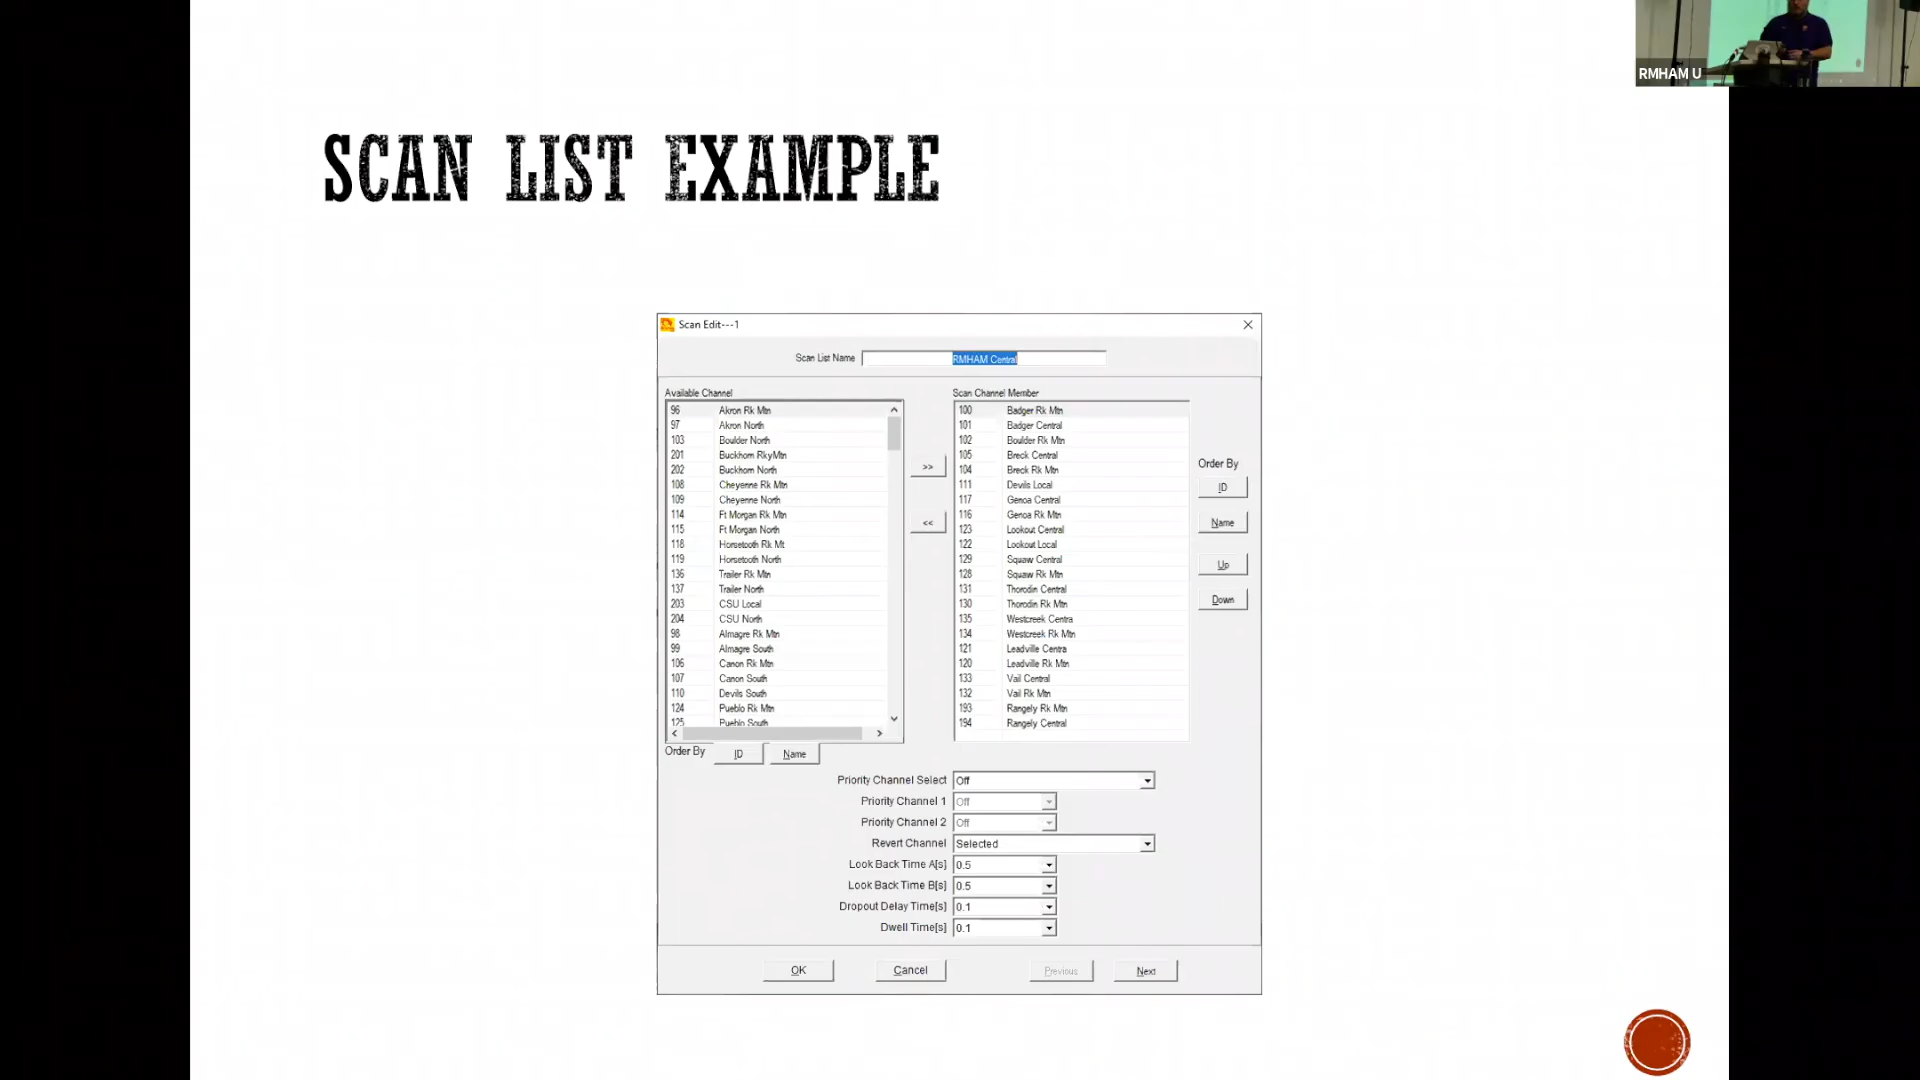 RMHAM U
SCAN LIST EXAMPLE
Scan Edit---1
Scan List Name RMHAM Central
Available Channel
96 Akron Rk Mtn
97 Akron North
103 Boulder North
201 Buckhorn RkyMtn
202 Buckhorn North
108 Cheyenne Rk Mtn
109 Cheyenne North
114 Ft Morgan Rk Mtn
115 Ft Morgan North
118 Horsetooth Rk Mt
119 Horsetooth North
136 Trailer Rk Mtn
137 Trailer North
203 CSU Local
204 CSU North
98 Almagre Rk Mtn
99 Almagre South
106 Canon Rk Mtn
107 Canon South
110 Devils South
124 Pueblo Rk Mtn
125 Pueblo South
Order By ID Name
>>
<<
Scan Channel Member
100 Badger Rk Mtn
101 Badger Central
102 Boulder Rk Mtn
105 Breck Central
104 Breck Rk Mtn
111 Devils Local
117 Genoa Central
116 Genoa Rk Mtn
123 Lookout Central
122 Lookout Local
129 Squaw Central
128 Squaw Rk Mtn
131 Thorodin Central
130 Thorodin Rk Mtn
135 Westcreek Centra
134 Westcreek Rk Mtn
121 Leadville Centra
120 Leadville Rk Mtn
133 Vail Central
132 Vail Rk Mtn
193 Rangely Rk Mtn
194 Rangely Central
Order By
ID
Name
Up
Down
Priority Channel Select Off
Priority Channel 1 Off
Priority Channel 2 Off
Revert Channel Selected
Look Back Time A[s] 0.5
Look Back Time B[s] 0.5
Dropout Delay Time[s] 0.1
Dwell Time[s] 0.1
OK Cancel Previous Next